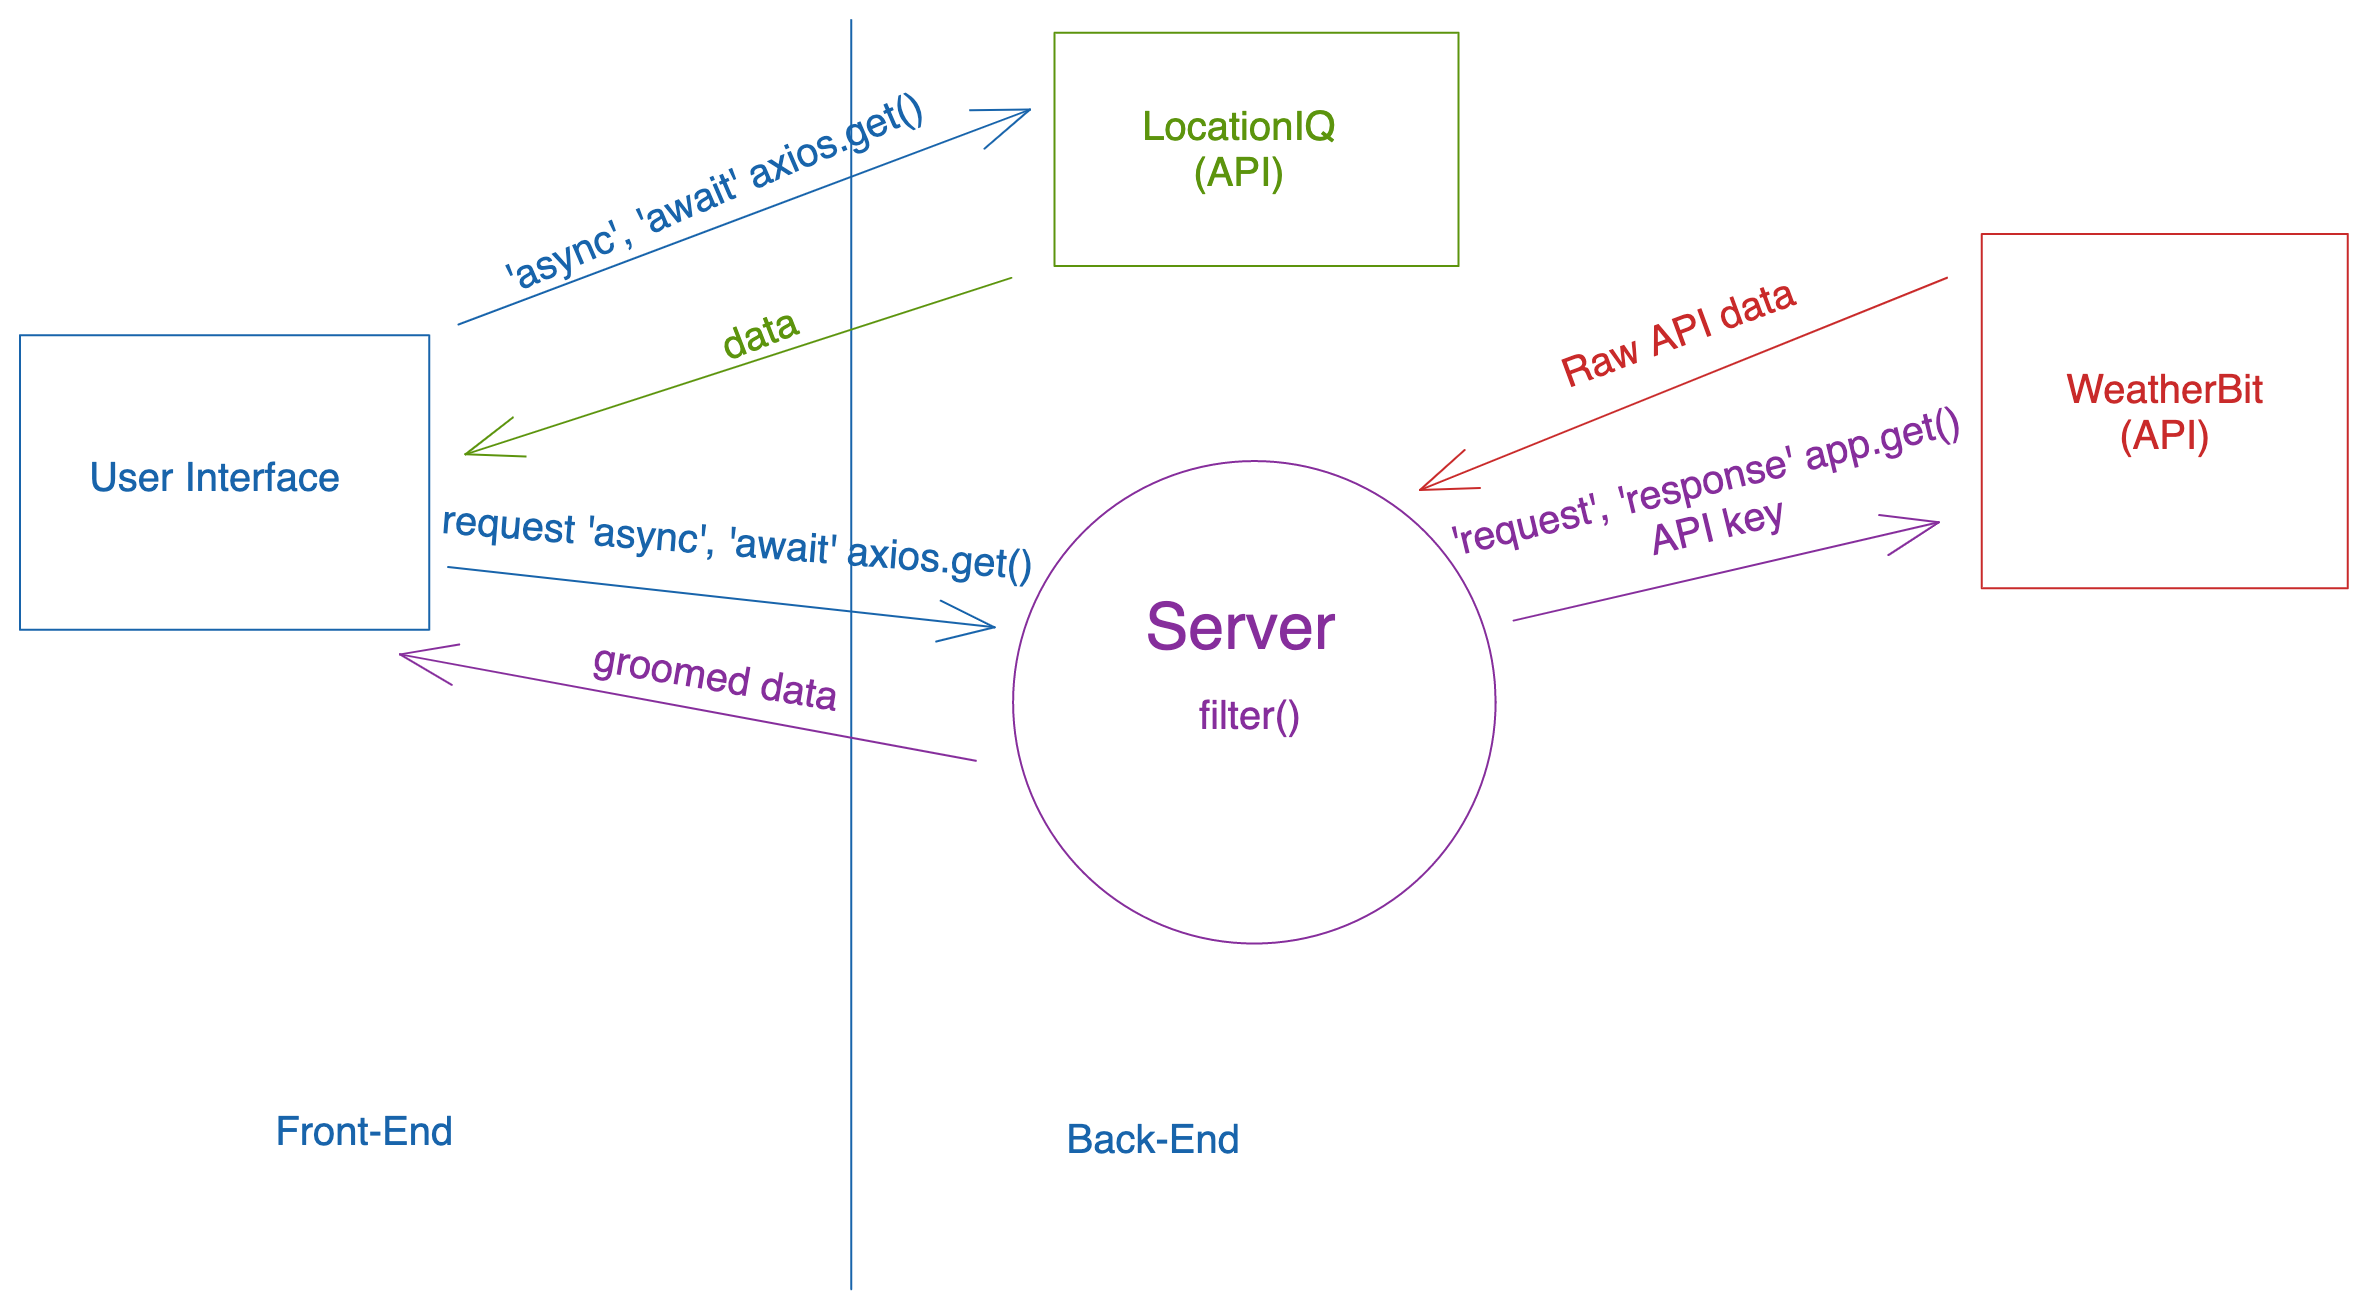 'async', 'await' axios.get()
LocationIQ
(API)
data
Raw API data
WeatherBit
(API)
User Interface
request 'async', 'await' axios.get()
'request', 'response' app.get()
API key
Server
filter()
groomed data
Front-End
Back-End